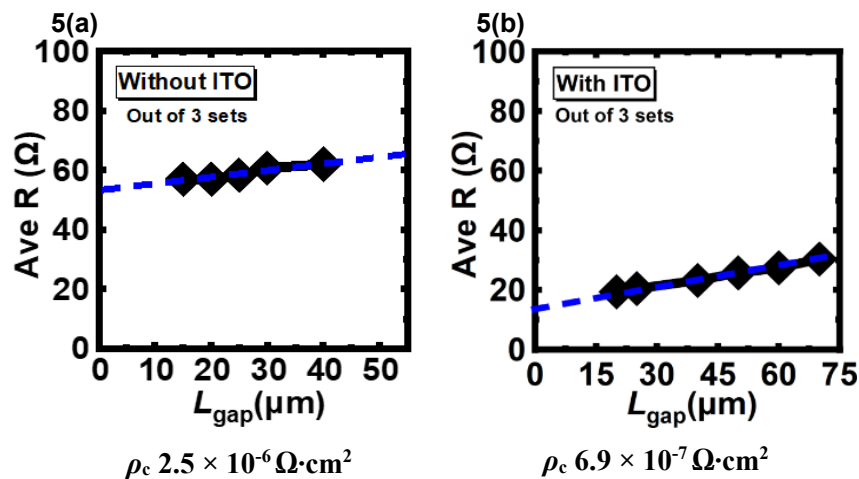 5(a)
100
80
60
40
20
0
Ave R (Ω)
Without ITO
Out of 3 sets
0 10 20 30 40 50
Lgap(μm)
ρc 2.5 × 10-6 Ω·cm2
5(b)
100
80
60
40
20
0
Ave R (Ω)
With ITO
Out of 3 sets
0 15 30 45 60 75
Lgap(μm)
ρc 6.9 × 10-7 Ω·cm2